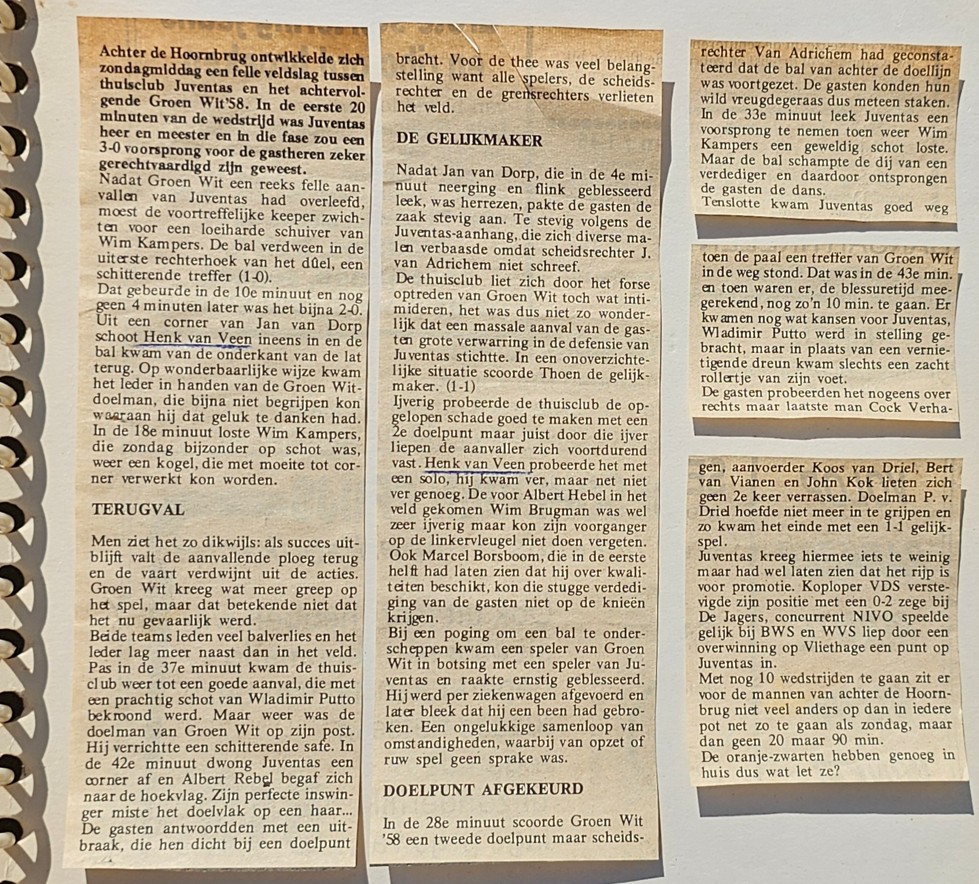 Achter de Hoornbrug ontwikkelde zich
zondagmiddag een felle veldslag tussen
thuisclub Juventas en het achtervol-
gende Groen Wit'58. In de eerste 20
minuten van de wedstrijd was Juventas
heer en meester en in die fase zou een
3-0 voorsprong voor de gastheren zeker
gerechtvaardigd zijn geweest.
Nadat Groen Wit een reeks felle aan-
vallen van Juventas had overleefd,
moest de voortreffelijke keeper zwich-
ten voor een loeiharde schuiver van
Wim Kampers. De bal verdween in de
uiterste rechterhoek van het dûel, een
schitterende treffer (1-0).
Dat gebeurde in de 10e minuut en nog
geen 4 minuten later was het bijna 2-0.
Uit een corner van Jan van Dorp
schoot Henk van Veen ineens in en de
bal kwam van de onderkant van de lat
terug. Op wonderbaarlijke wijze kwam
het leder in handen van de Groen Wit-
doelman, die bijna niet begrijpen kon
waaraan hij dat geluk te danken had.
In de 18e minuut loste Wim Kampers,
die zondag bijzonder op schot was,
weer een kogel, die met moeite tot cor-
ner verwerkt kon worden.
TERUGVAL
Men ziet het zo dikwijls: als succes uit-
blijft valt de aanvallende ploeg terug
en de vaart verdwijnt uit de acties.
Groen Wit kreeg wat meer greep op
het spel, maar dat betekende niet dat
het nu gevaarlijk werd.
Beide teams leden veel balverlies en het
leder lag meer naast dan in het veld.
Pas in de 37e minuut kwam de thuis-
club weer tot een goede aanval, die met
een prachtig schot van Wladimir Putto
bekroond werd. Maar weer was de
doelman van Groen Wit op zijn post.
Hij verrichtte een schitterende safe. In
de 42e minuut dwong Juventas een
corner af en Albert Rebel begaf zich
naar de hoekvlag. Zijn perfecte inswin-
ger miste het doelvlak op een haar...
De gasten antwoordden met een uit-
braak, die hen dicht bij een doelpunt
bracht. Voor de thee was veel belang-
stelling want alle spelers, de scheids-
rechter en de grensrechters verlieten
het veld.
DE GELIJKMAKER
Nadat Jan van Dorp, die in de 4e mi-
nuut neerging en flink geblesseerd
leek, was herrezen, pakte de gasten de
zaak stevig aan. Te stevig volgens de
Juventas-aanhang, die zich diverse ma-
len verbaasde omdat scheidsrechter J.
van Adrichem niet schreef.
De thuisclub liet zich door het forse
optreden van Groen Wit toch wat inti-
mideren, het was dus niet zo wonder-
lijk dat een massale aanval van de gas-
ten grote verwarring in de defensie van
Juventas stichtte. In een onoverzichte-
lijke situatie scoorde Thoen de gelijk-
maker. (1-1)
Ijverig probeerde de thuisclub de op-
gelopen schade goed te maken met een
2e doelpunt maar juist door die ijver
liepen de aanvaller zich voortdurend
vast. Henk van Veen probeerde het met
een solo, hij kwam ver, maar net niet
ver genoeg. De voor Albert Hebel in het
veld gekomen Wim Brugman was wel
zeer ijverig maar kon zijn voorganger
op de linkervleugel niet doen vergeten.
Ook Marcel Borsboom, die in de eerste
helft had laten zien dat hij over kwali-
teiten beschikt, kon die stugge verdedi-
ging van de gasten niet op de knieën
krijgen.
Bij een poging om een bal te onder-
scheppen kwam een speler van Groen
Wit in botsing met een speler van Ju-
ventas en raakte ernstig geblesseerd.
Hij werd per ziekenwagen afgevoerd en
later bleek dat hij een been had gebro-
ken. Een ongelukkige samenloop van
omstandigheden, waarbij van opzet of
ruw spel geen sprake was.
DOELPUNT AFGEKEURD
In de 28e minuut scoorde Groen Wit
'58 een tweede doelpunt maar scheids-
rechter Van Adrichem had geconsta-
teerd dat de bal van achter de doellijn
was voortgezet. De gasten konden hun
wild vreugdegeraas dus meteen staken.
In de 33e minuut leek Juventas een
voorsprong te nemen toen weer Wim
Kampers een geweldig schot loste.
Maar de bal schampte de dij van een
verdediger en daardoor ontsprongen
de gasten de dans.
Tenslotte kwam Juventas goed weg
toen de paal een treffer van Groen Wit
in de weg stond. Dat was in de 43e min.
en toen waren er, de blessuretijd mee-
gerekend, nog zo'n 10 min. te gaan. Er
kwamen nog wat kansen voor Juventas,
Wladimir Putto werd in stelling ge-
bracht, maar in plaats van een vernie-
tigende dreun kwam slechts een zacht
rollertje van zijn voet.
De gasten probeerden het nogeens over
rechts maar laatste man Cock Verha-
gen, aanvoerder Koos van Driel, Bert
van Vianen en John Kok lieten zich
geen 2e keer verrassen. Doelman P. v.
Driel hoefde niet meer in te grijpen en
zo kwam het einde met een 1-1 gelijk-
spel.
Juventas kreeg hiermee iets te weinig
maar had wel laten zien dat het rijp is
voor promotie. Koploper VDS verste-
vigde zijn positie met een 0-2 zege bij
De Jagers, concurrent NIVO speelde
gelijk bij BWS en WVS liep door een
overwinning op Vliethage een punt op
Juventas in.
Met nog 10 wedstrijden te gaan zit er
voor de mannen van achter de Hoorn-
brug niet veel anders op dan in iedere
pot net zo te gaan als zondag, maar
dan geen 20 maar 90 min.
De oranje-zwarten hebben genoeg in
huis dus wat let ze?